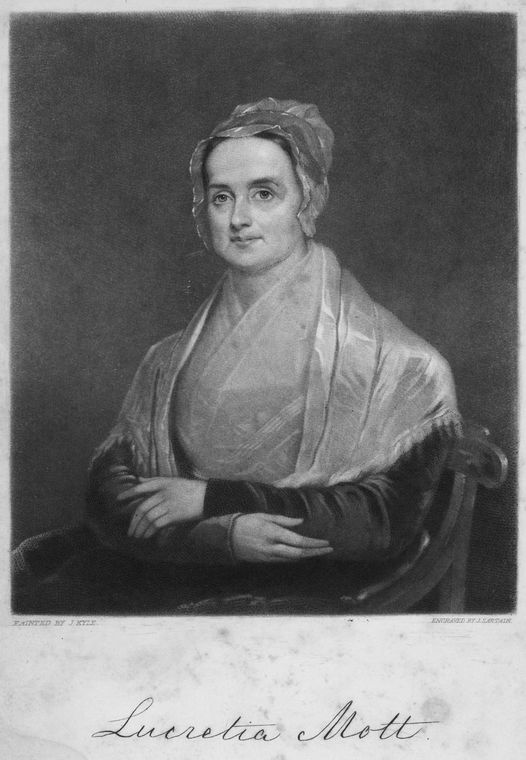 PAINTED BY J. KYLE.
ENGRAVED BY J. SARTAIN.
Lucretia Mott.